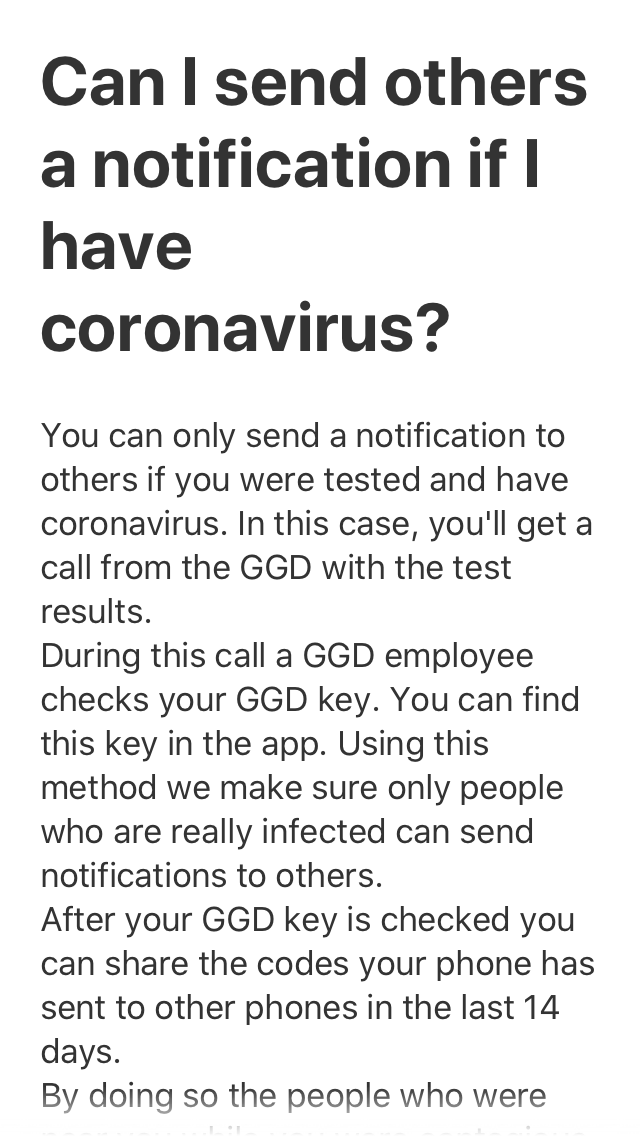 Can I send others
a notification if I
have
coronavirus?
You can only send a notification to
others if you were tested and have
coronavirus. In this case, you'll get a
call from the GGD with the test
results.
During this call a GGD employee
checks your GGD key. You can find
this key in the app. Using this
method we make sure only people
who are really infected can send
notifications to others.
After your GGD key is checked you
can share the codes your phone has
sent to other phones in the last 14
days.
By doing so the people who were